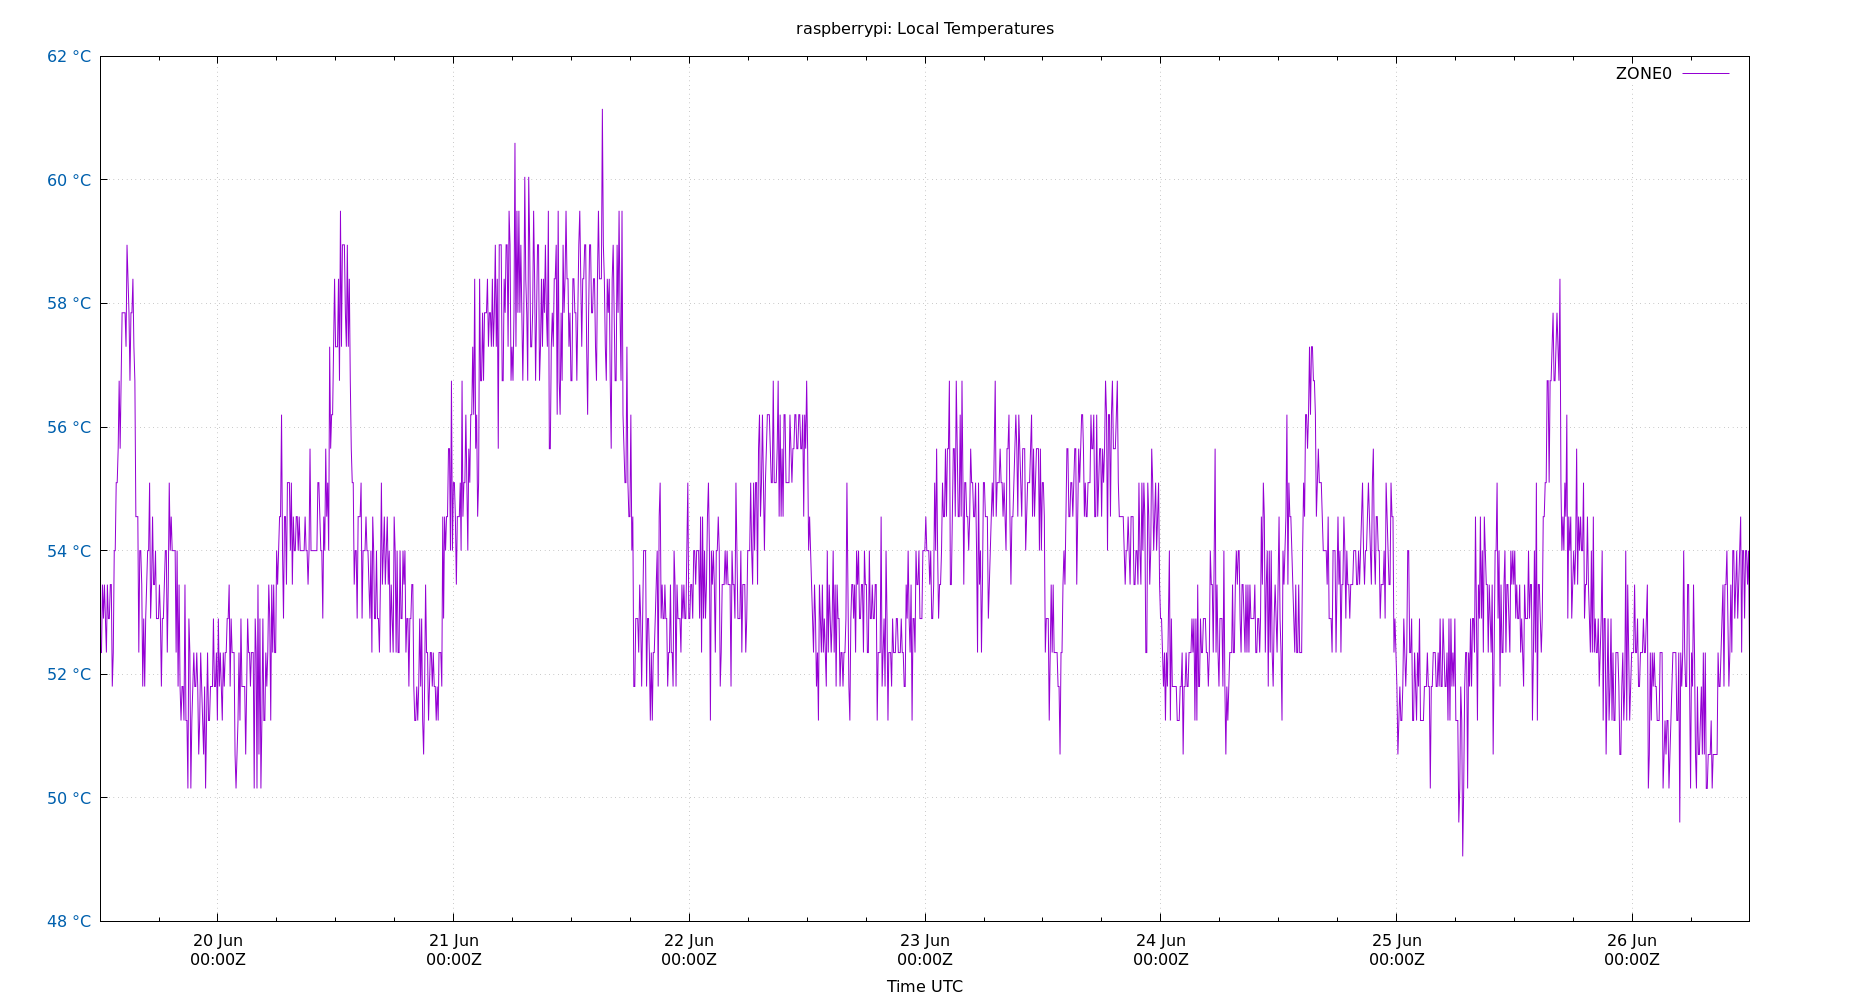 raspberrypi: Local Temperatures
62 °C
ZONE0
60 °C
58 °C
56 °C
54 °C
52 °C
50 °C
48 °C
20 Jun 21 Jun 22 Jun 23 Jun 24 Jun 25 Jun 26 Jun
00:00Z 00:00Z 00:00Z 00:00Z 00:00Z 00:00Z 00:00Z
Time UTC